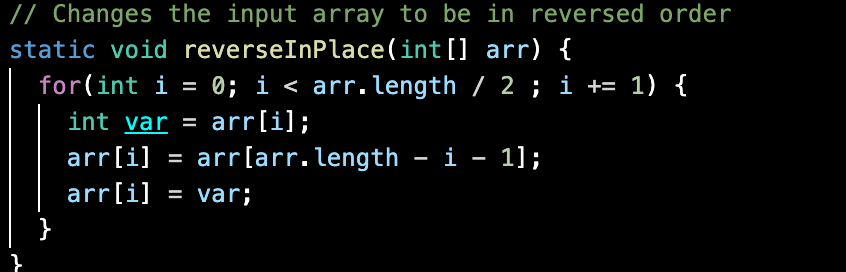 // Changes the input array to be in reversed order
static void reverseInPlace(int[] arr) {
for(int i = 0; i < arr.length / 2 ; i += 1) {
int var = arr[i];
arr[i] = arr[arr.length - i - 1];
arr[i] = var;
}
}